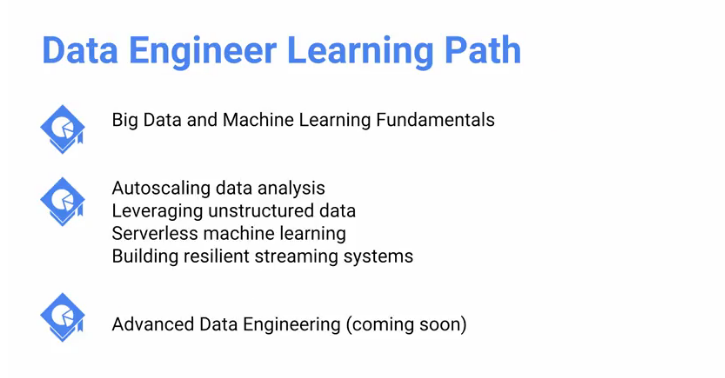 Data Engineer Learning Path
Big Data and Machine Learning Fundamentals
Autoscaling data analysis
Leveraging unstructured data
Serverless machine learning
Building resilient streaming systems
Advanced Data Engineering (coming soon)